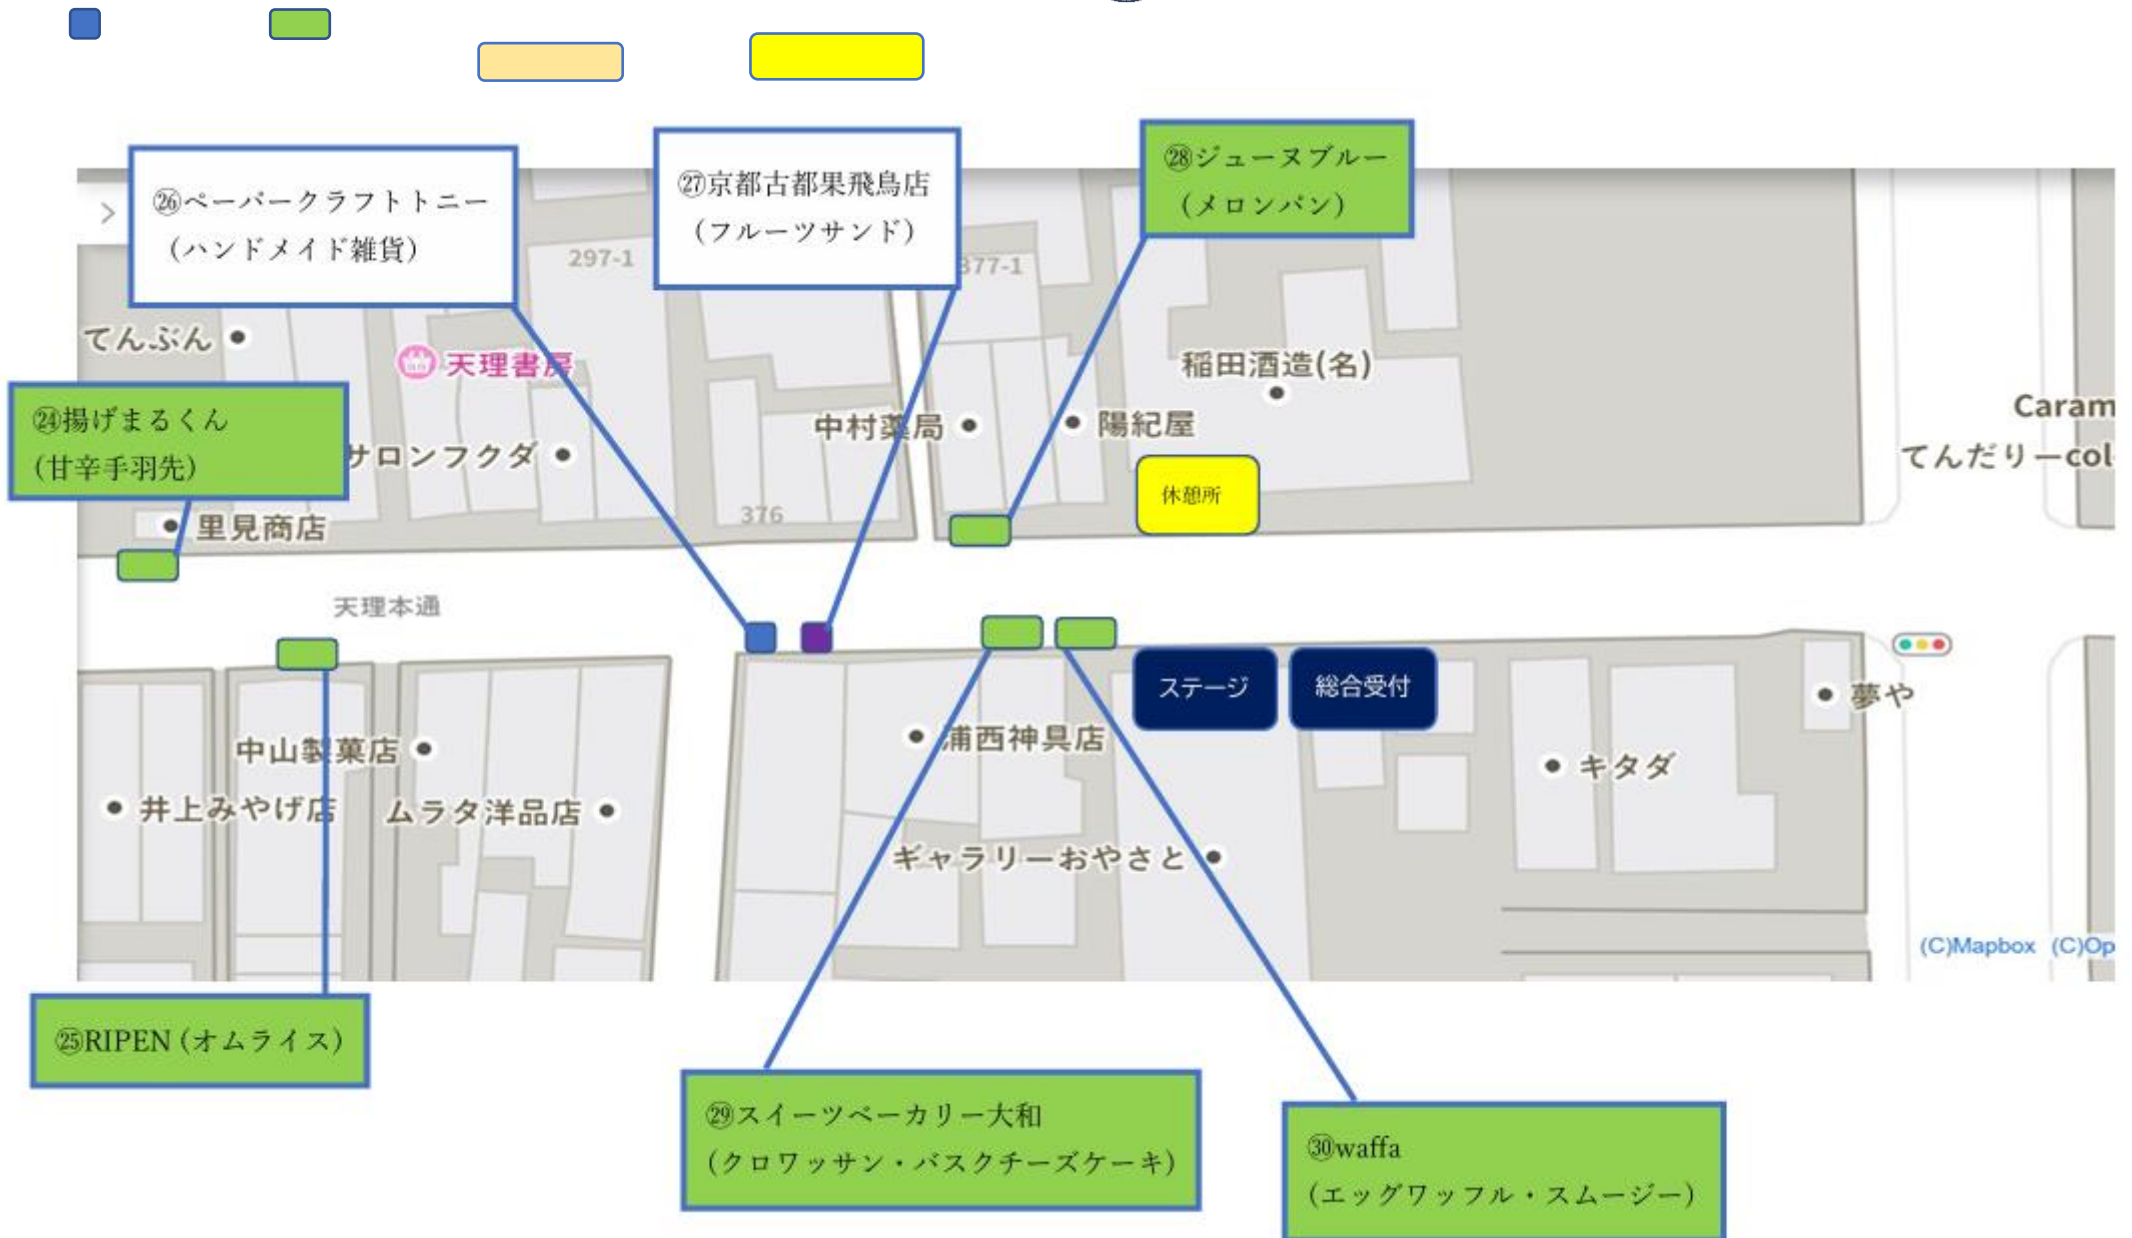 ㉖ペーパークラフトトニー
(ハンドメイド雑貨)
㉗京都古都果飛鳥店
(フルーツサンド)
㉘ジューヌブルー
(メロンパン)
297-1
377-1
てんぶん
天理書房
稲田酒造(名)
㉔揚げまるくん
(甘辛手羽先)
サロンフクダ
中村薬局
陽紀屋
Caram
てんだりーcol
休憩所
376
里見商店
天理本通
ステージ
総合受付
夢や
中山製菓店
浦西神具店
キタダ
井上みやげ店
ムラタ洋品店
ギャラリーおやさと
(C)Mapbox (C)Op
㉕RIPEN (オムライス)
㉙スイーツベーカリー大和
(クロワッサン・バスクチーズケーキ)
㉚waffa
(エッグワッフル・スムージー)